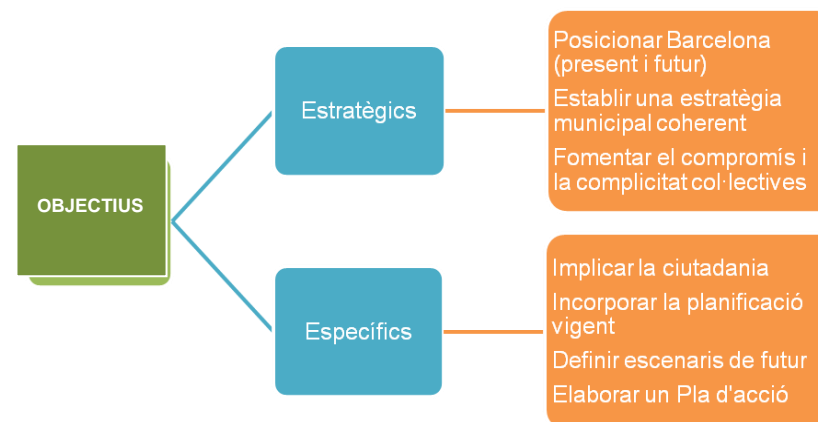 OBJECTIUS
Estratègics
Posicionar Barcelona
(present i futur)
Establir una estratègia
municipal coherent
Fomentar el compromís i
la complicitat col·lectives
Específics
Implicar la ciutadania
Incorporar la planificació
vigent
Definir escenaris de futur
Elaborar un Pla d'acció